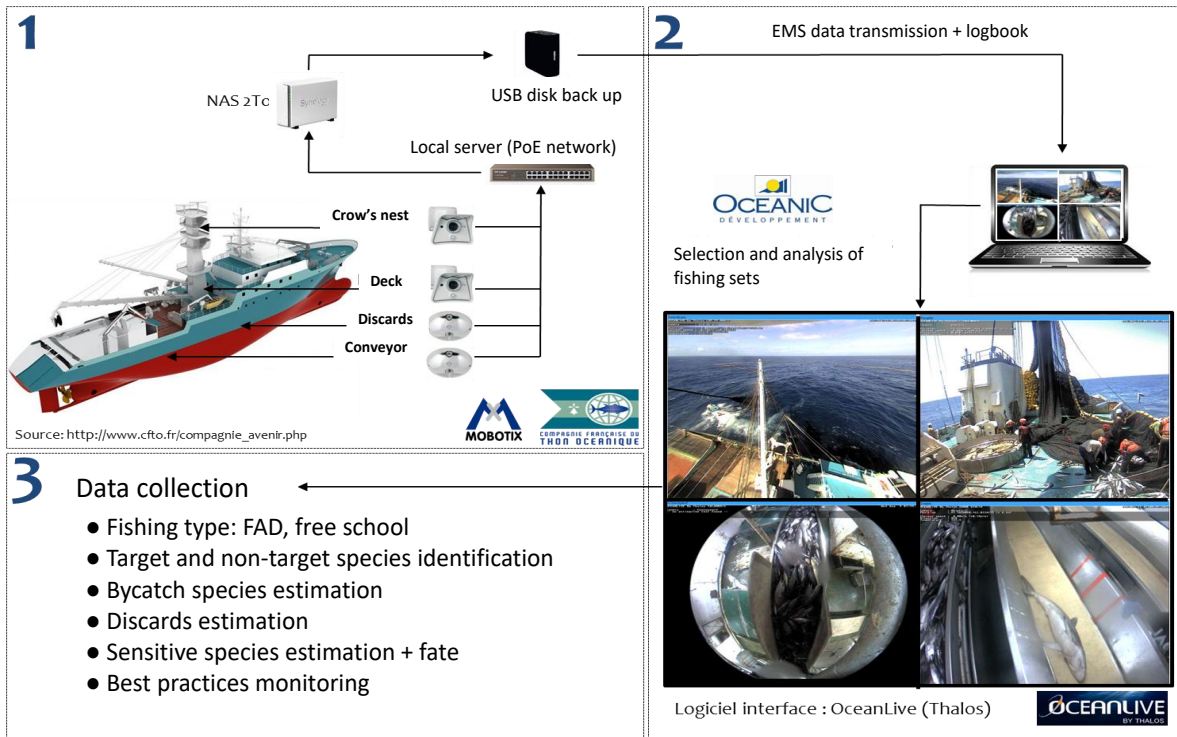 1
NAS 2To
Synology
USB disk back up
Local server (PoE network)
Crow's nest
Deck
Discards
Conveyor
Source: http://www.cfto.fr/compagnie_avenir.php
MOBOTIX
COMPAGNIE FRANÇAISE DU
THON OCEANIQUE
2
EMS data transmission + logbook
OCEANIC
DÉVELOPPEMENT
Selection and analysis of
fishing sets
Logiciel interface : OceanLive (Thalos)
OCEANLIVE
BY THALOS
3
Data collection
● Fishing type: FAD, free school
● Target and non-target species identification
● Bycatch species estimation
● Discards estimation
● Sensitive species estimation + fate
● Best practices monitoring